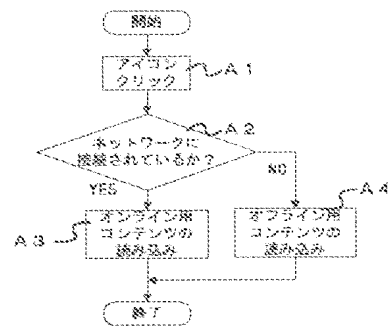 開始
アイコン
クリック
A1
ネットワークに
接続されているか？
A2
YES
NO
オンライン用
コンテンツの
読み込み
A3
オフライン用
コンテンツの
読み込み
A4
終了